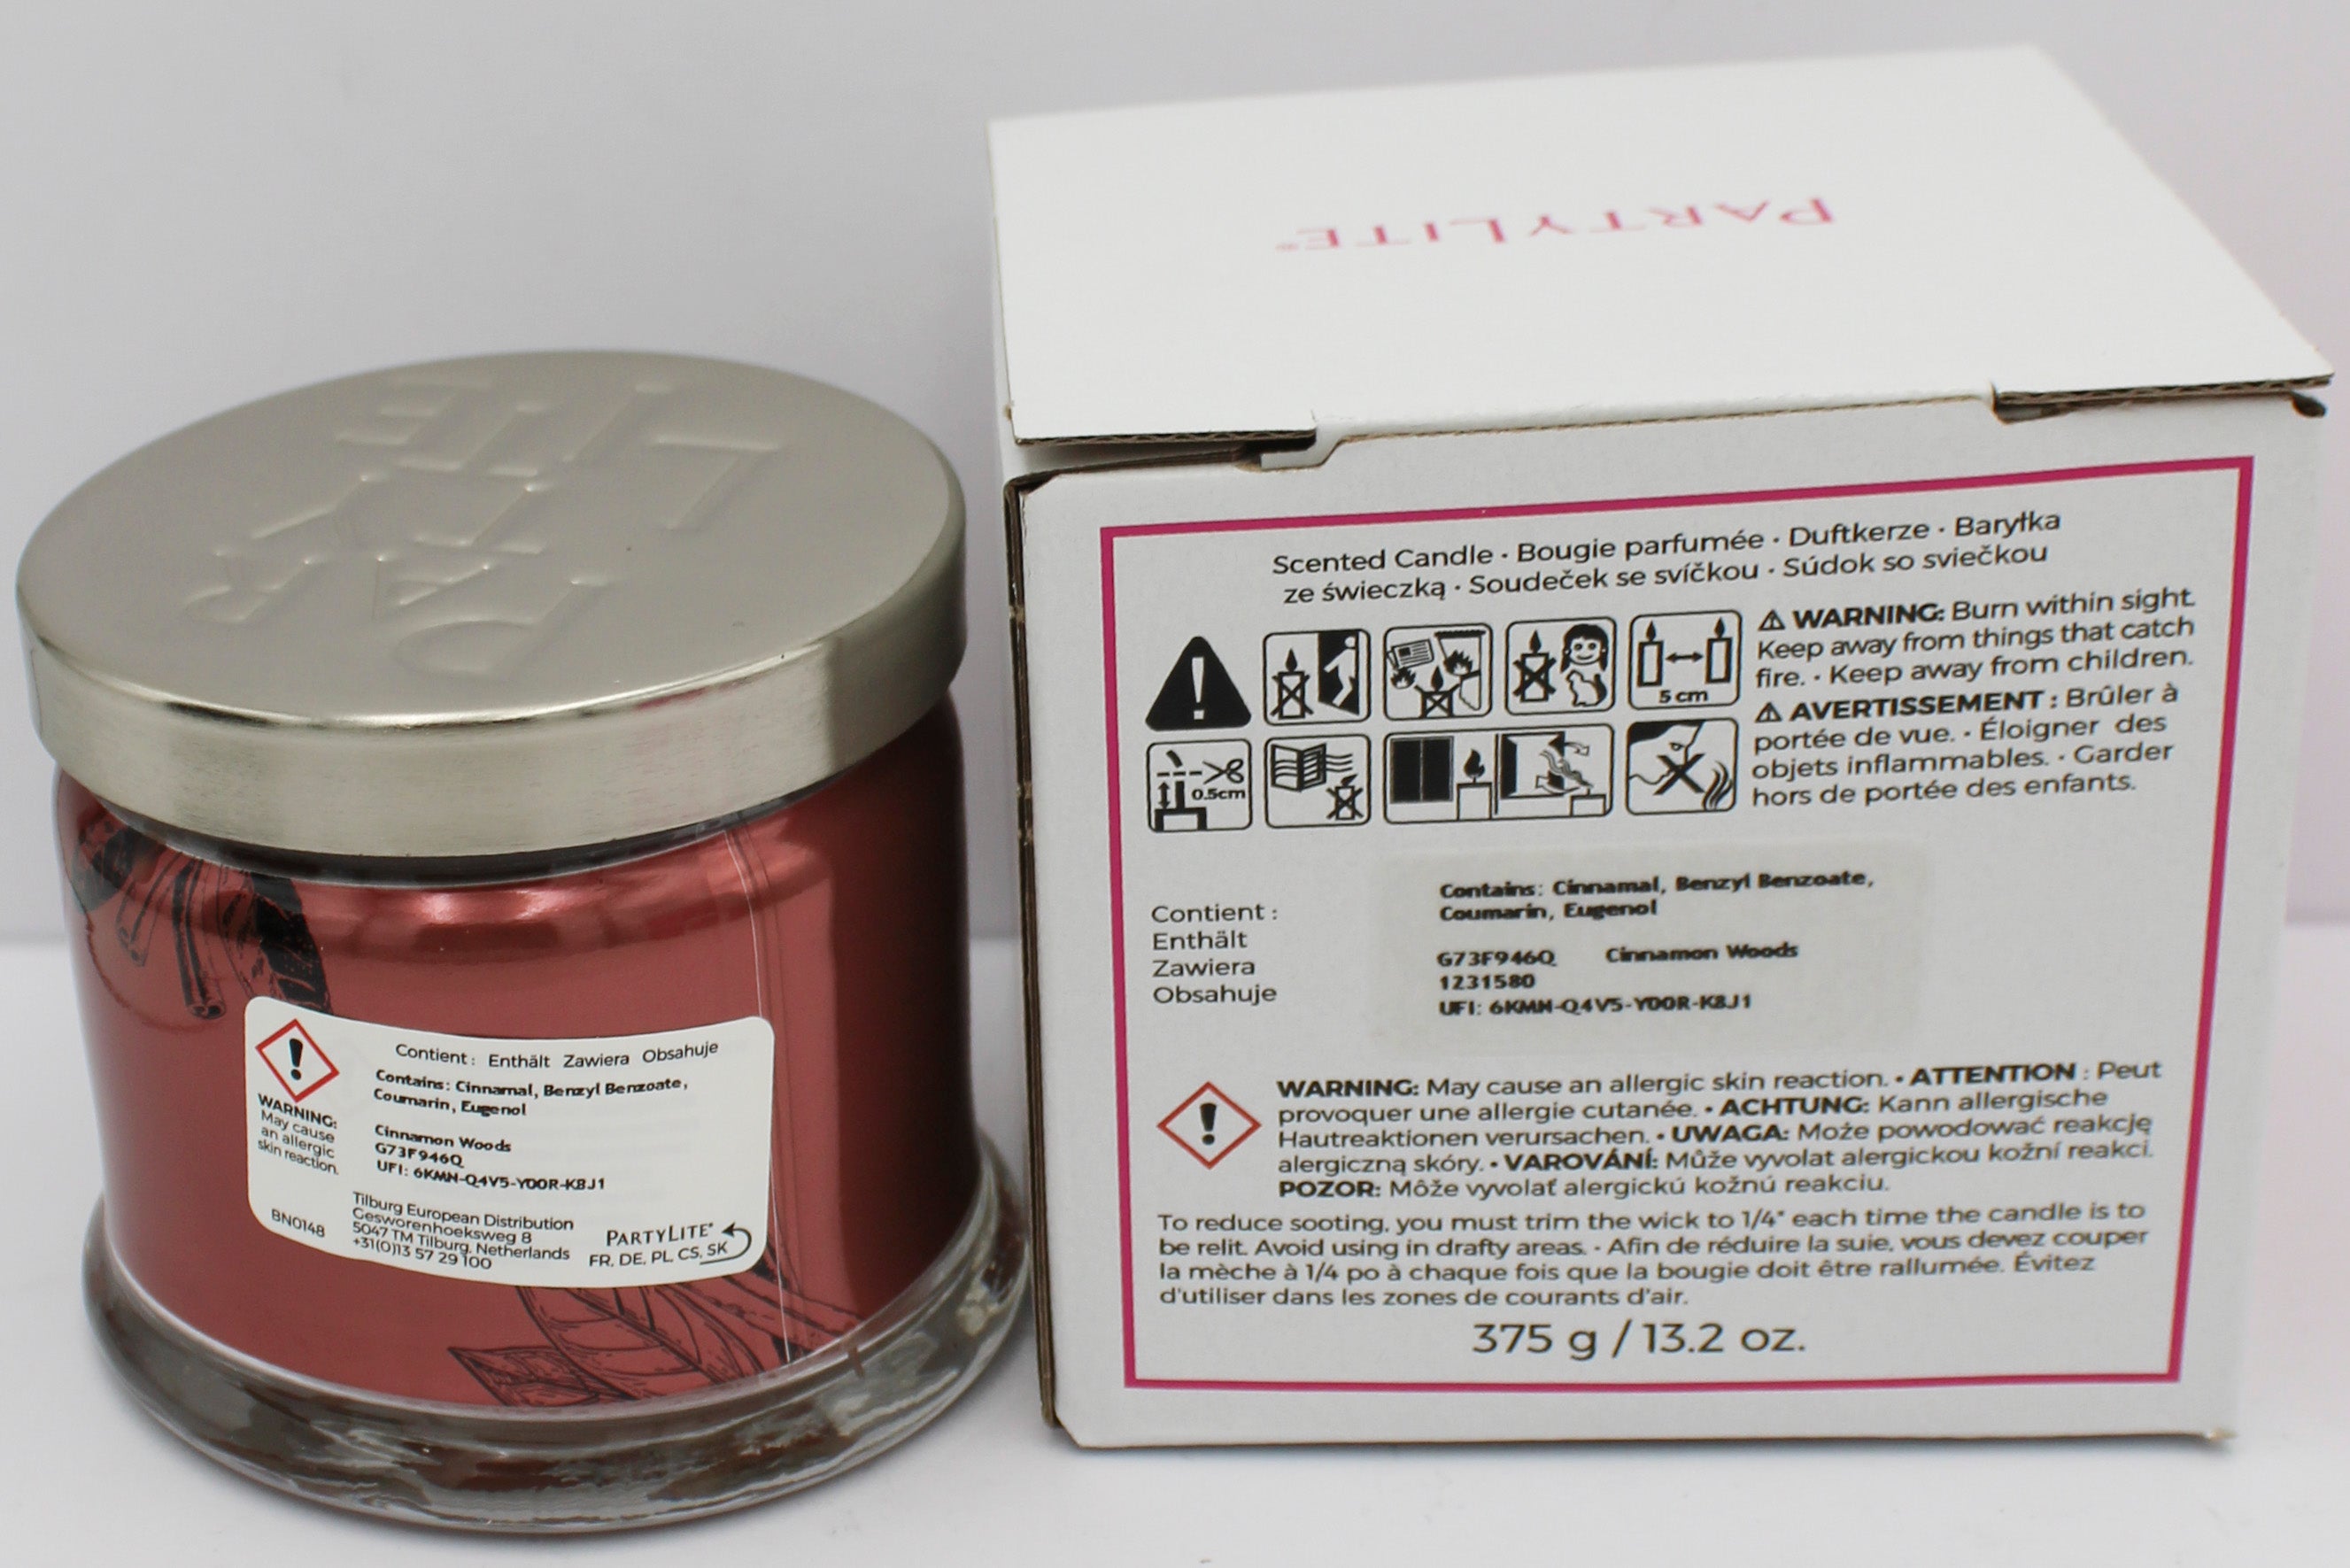 PARTYLITE®
PAR
TY
LITE
Contient : Enthält Zawiera Obsahuje
Contains: Cinnamal, Benzyl Benzoate,
Coumarin, Eugenol
Cinnamon Woods
G73F946Q
UFI: 6KMN-Q4V5-Y00R-K8J1
WARNING:
May cause
an allergic
skin reaction.
BN0148
Tilburg European Distribution
Gesworenhoeksweg 8
5047 TM Tilburg, Netherlands
+31(0)13 57 29 100
PARTYLITE®
FR, DE, PL CS, SK
Scented Candle • Bougie parfumée • Duftkerze • Baryłka
ze świeczką • Soudeček se svíčkou • Súdok so sviečkou
5 cm
0.5cm
⚠ WARNING: Burn within sight.
Keep away from things that catch
fire. • Keep away from children.
⚠ AVERTISSEMENT : Brûler à
portée de vue. • Éloigner des
objets inflammables. • Garder
hors de portée des enfants.
Contient :
Enthält
Zawiera
Obsahuje
Contains: Cinnamal, Benzyl Benzoate,
Coumarin, Eugenol
G73F946Q Cinnamon Woods
1231580
UFI: 6KMN-Q4V5-Y00R-K8J1
WARNING: May cause an allergic skin reaction. • ATTENTION : Peut
provoquer une allergie cutanée. • ACHTUNG: Kann allergische
Hautreaktionen verursachen. • UWAGA: Może powodować reakcję
alergiczną skóry. • VAROVÁNÍ: Může vyvolat alergickou kožní reakci.
POZOR: Môže vyvolať alergickú kožnú reakciu.
To reduce sooting, you must trim the wick to 1/4" each time the candle is to
be relit. Avoid using in drafty areas. • Afin de réduire la suie, vous devez couper
la mèche à 1/4 po à chaque fois que la bougie doit être rallumée. Évitez
d'utiliser dans les zones de courants d'air.
375 g / 13.2 oz.